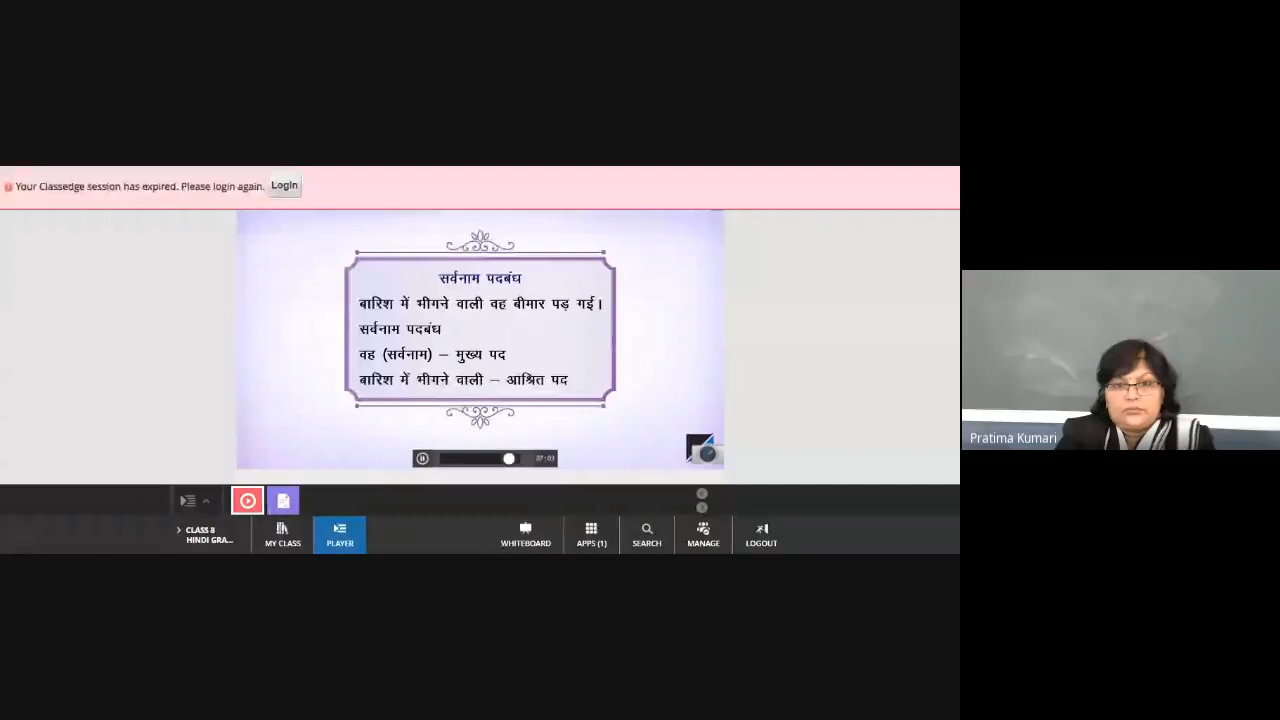 Your Classedge session has expired. Please login again. Login
सर्वनाम पदबंध
बारिश में भीगने वाली वह बीमार पड़ गई।
सर्वनाम पदबंध
वह (सर्वनाम) – मुख्य पद
बारिश में भीगने वाली – आश्रित पद
07:03
Pratima Kumari
CLASS 8
HINDI GRA...
MY CLASS
PLAYER
WHITEBOARD
APPS (1)
SEARCH
MANAGE
LOGOUT